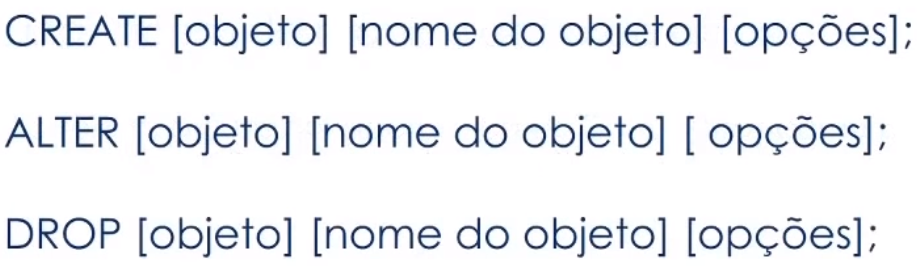 CREATE [objeto] [nome do objeto] [opções];
ALTER [objeto] [nome do objeto] [ opções];
DROP [objeto] [nome do objeto] [opções];